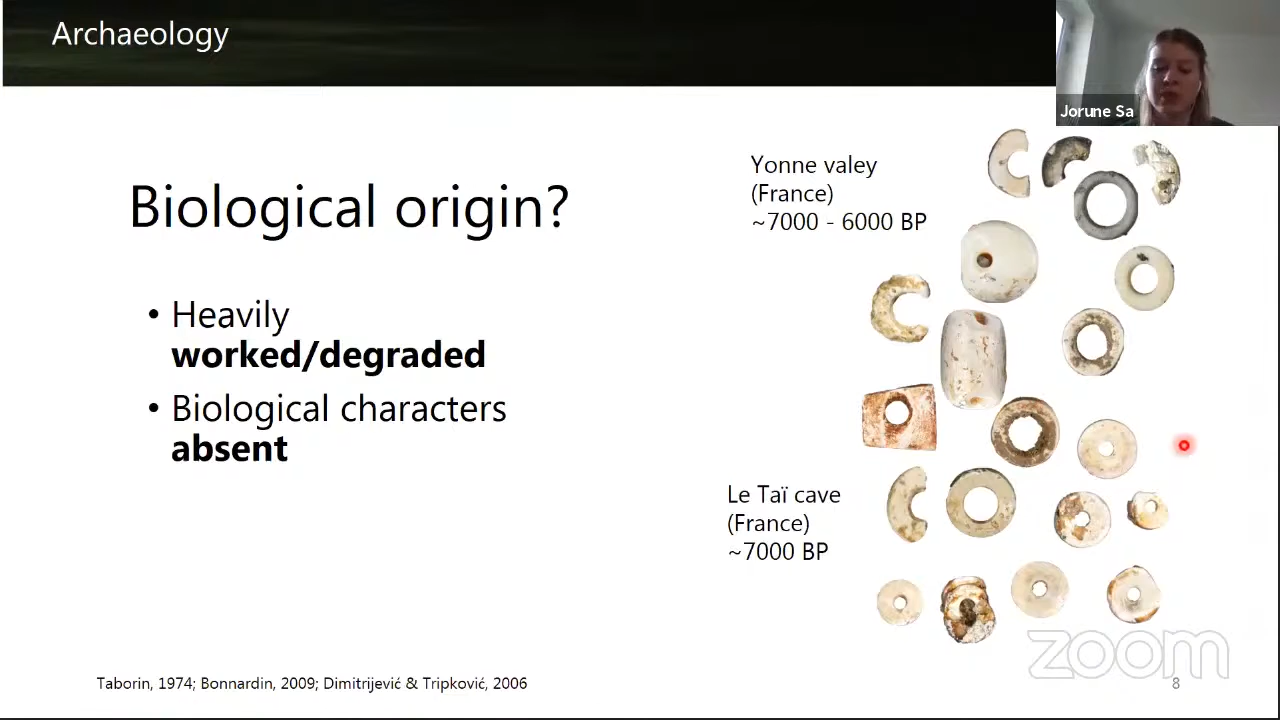 Archaeology
Jorune Sa
Biological origin?
• Heavily
worked/degraded
• Biological characters
absent
Yonne valey
(France)
~7000 - 6000 BP
Le Taï cave
(France)
~7000 BP
Taborin, 1974; Bonnardin, 2009; Dimitrijević & Tripković, 2006
zoom
8